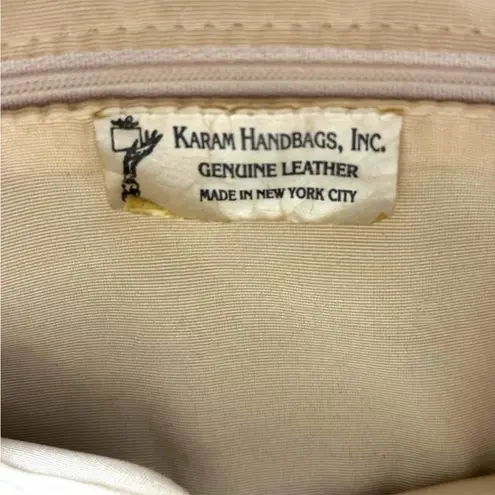 KARAM HANDBAGS, INC.
GENUINE LEATHER
MADE IN NEW YORK CITY